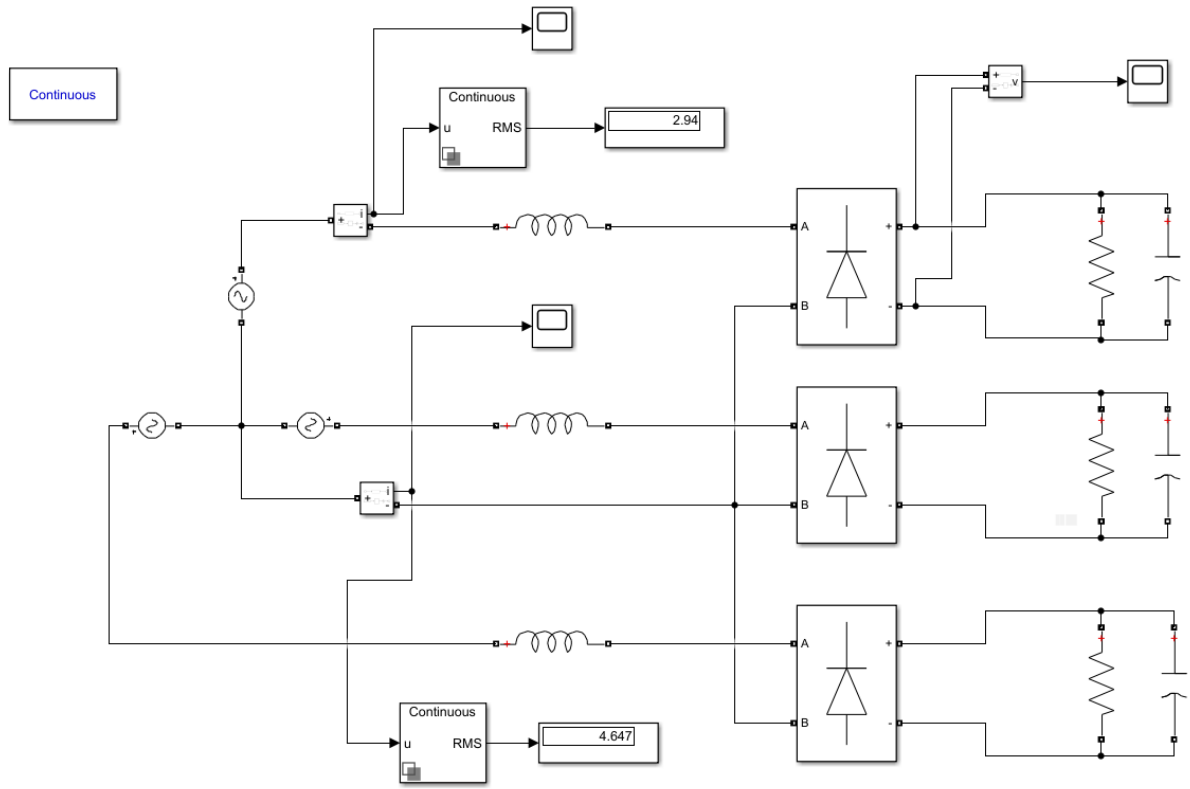 Continuous
Continuous
u
RMS
2.94
i
+
-
+
-
v
A
+
B
-
A
+
B
-
i
+
-
A
+
B
-
Continuous
u
RMS
4.647